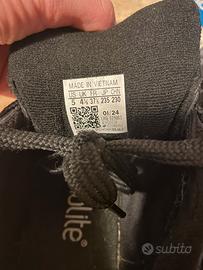 MADE IN VIETNAM
US UK FR JP CHN
5 4½ 37⅓ 235 230
01/24
olite
subito